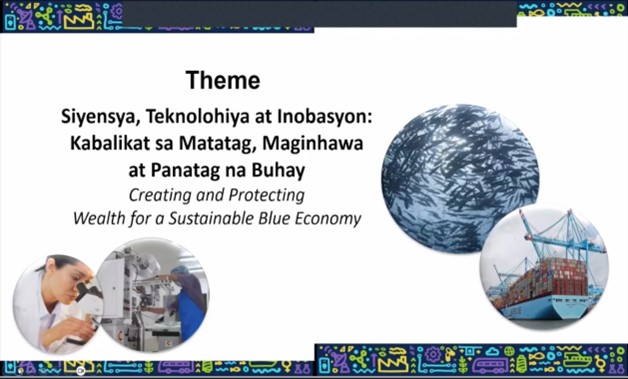 Theme
Siyensya, Teknolohiya at Inobasyon:
Kabalikat sa Matatag, Maginhawa
at Panatag na Buhay
Creating and Protecting
Wealth for a Sustainable Blue Economy